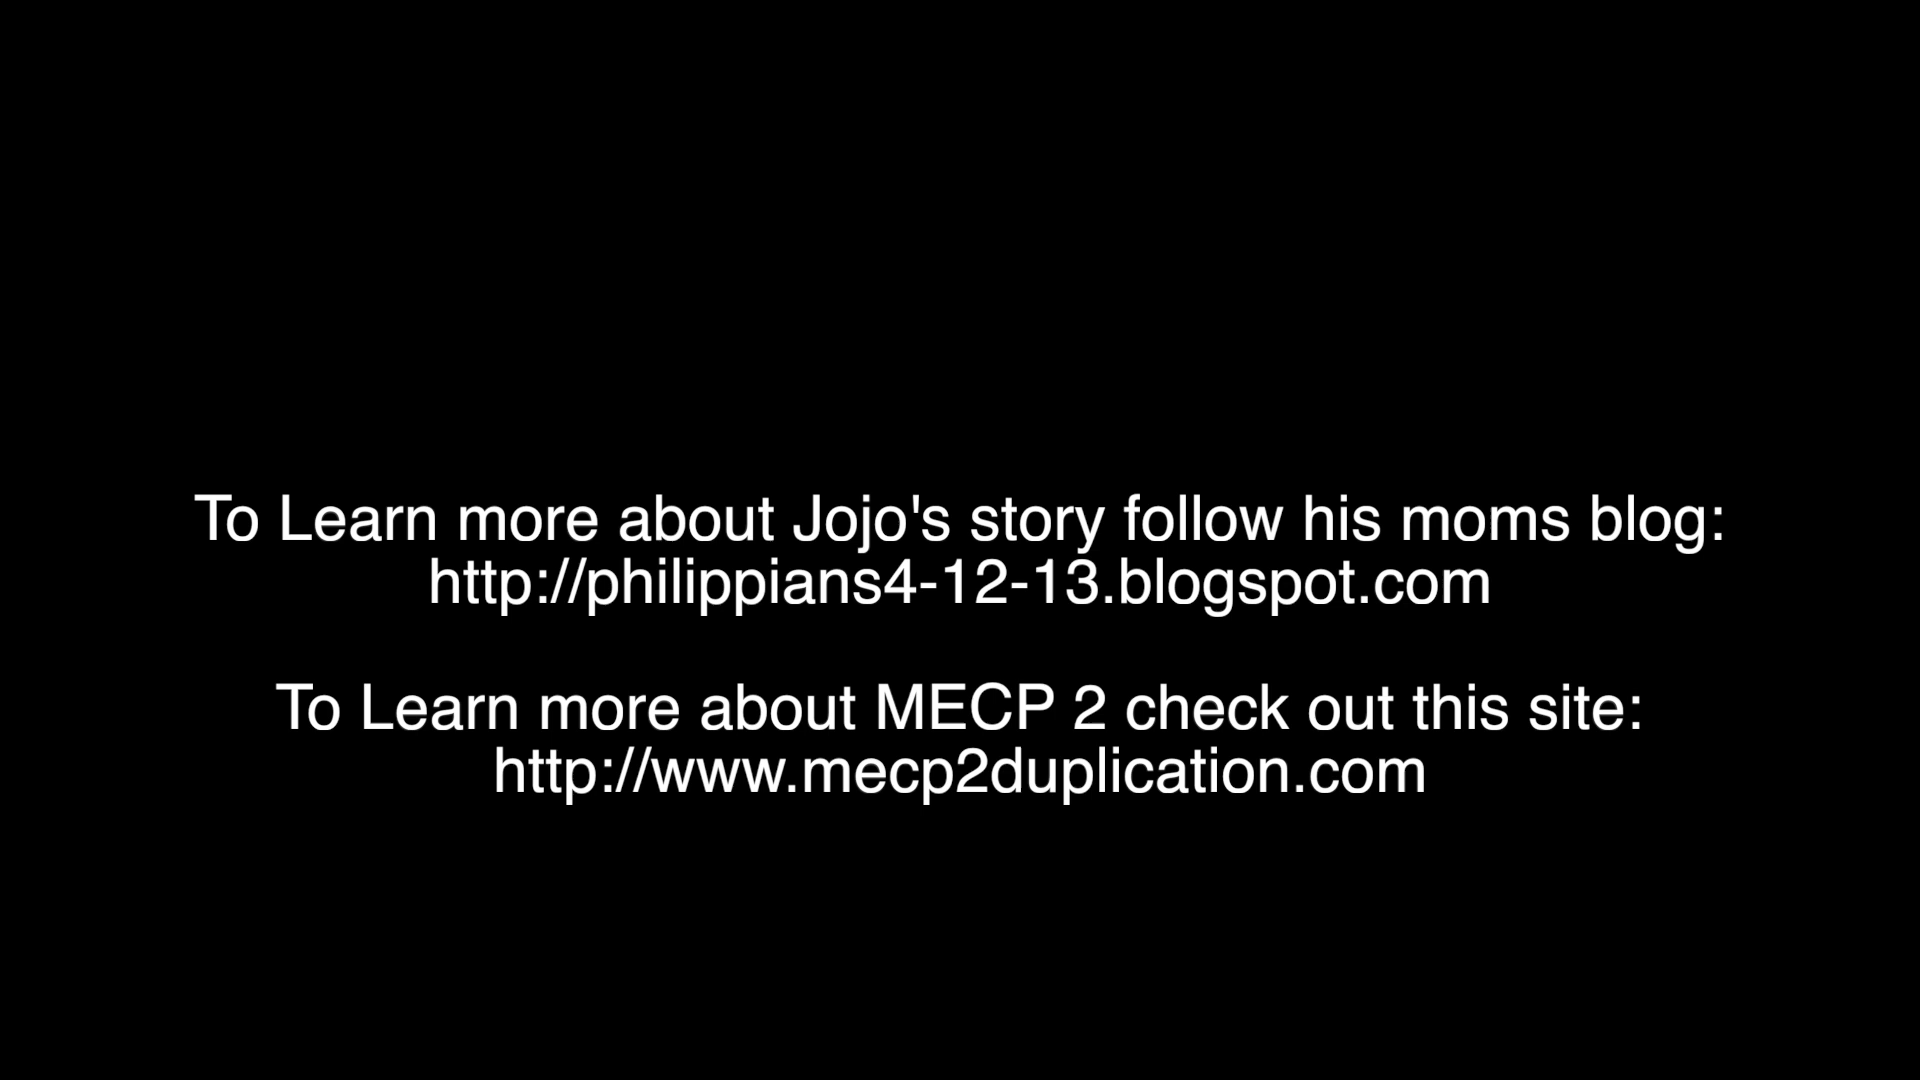 To Learn more about Jojo's story follow his moms blog:
http://philippians4-12-13.blogspot.com
To Learn more about MECP 2 check out this site:
http://www.mecp2duplication.com